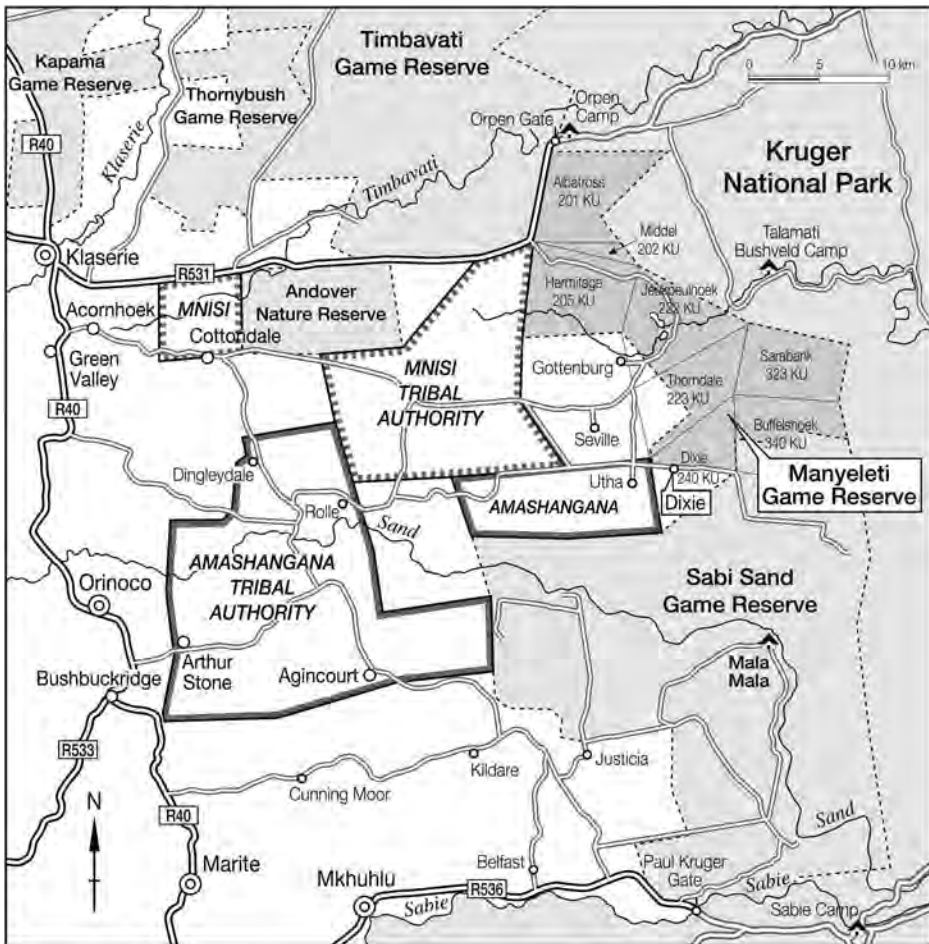 Kapama
Game Reserve
Timbavati
Game Reserve
Thornybush
Game Reserve
0 5 10 km
Orpen
Camp
Orpen Gate
R40
Klaserie
Timbavati
Kruger
National Park
Albatross
201 KU
Middel
202 KU
Talamati
Bushveld Camp
Klaserie
R531
Hermitage
205 KU
222 KU
MNISI
Andover
Nature Reserve
Acornhoek
Cottondale
Green
Valley
Gottenburg
Sarabank
323 KU
Thorndale
223 KU
MNISI
TRIBAL
AUTHORITY
R40
Seville
Buffelshoek
340 KU
Dingleydale
Dixie
240 KU
Manyeleti
Game Reserve
Utha
Dixie
Rolle
AMASHANGANA
Sand
AMASHANGANA
TRIBAL
AUTHORITY
Orinoco
Sabi Sand
Game Reserve
Arthur
Stone
Agincourt
Mala
Mala
Bushbuckridge
R533
Kildare
Justicia
Cunning Moor
N
R40
Sand
Marite
Belfast
Paul Kruger
Gate
Mkhuhlu
R536
Sabie
Sabie
Sabie Camp